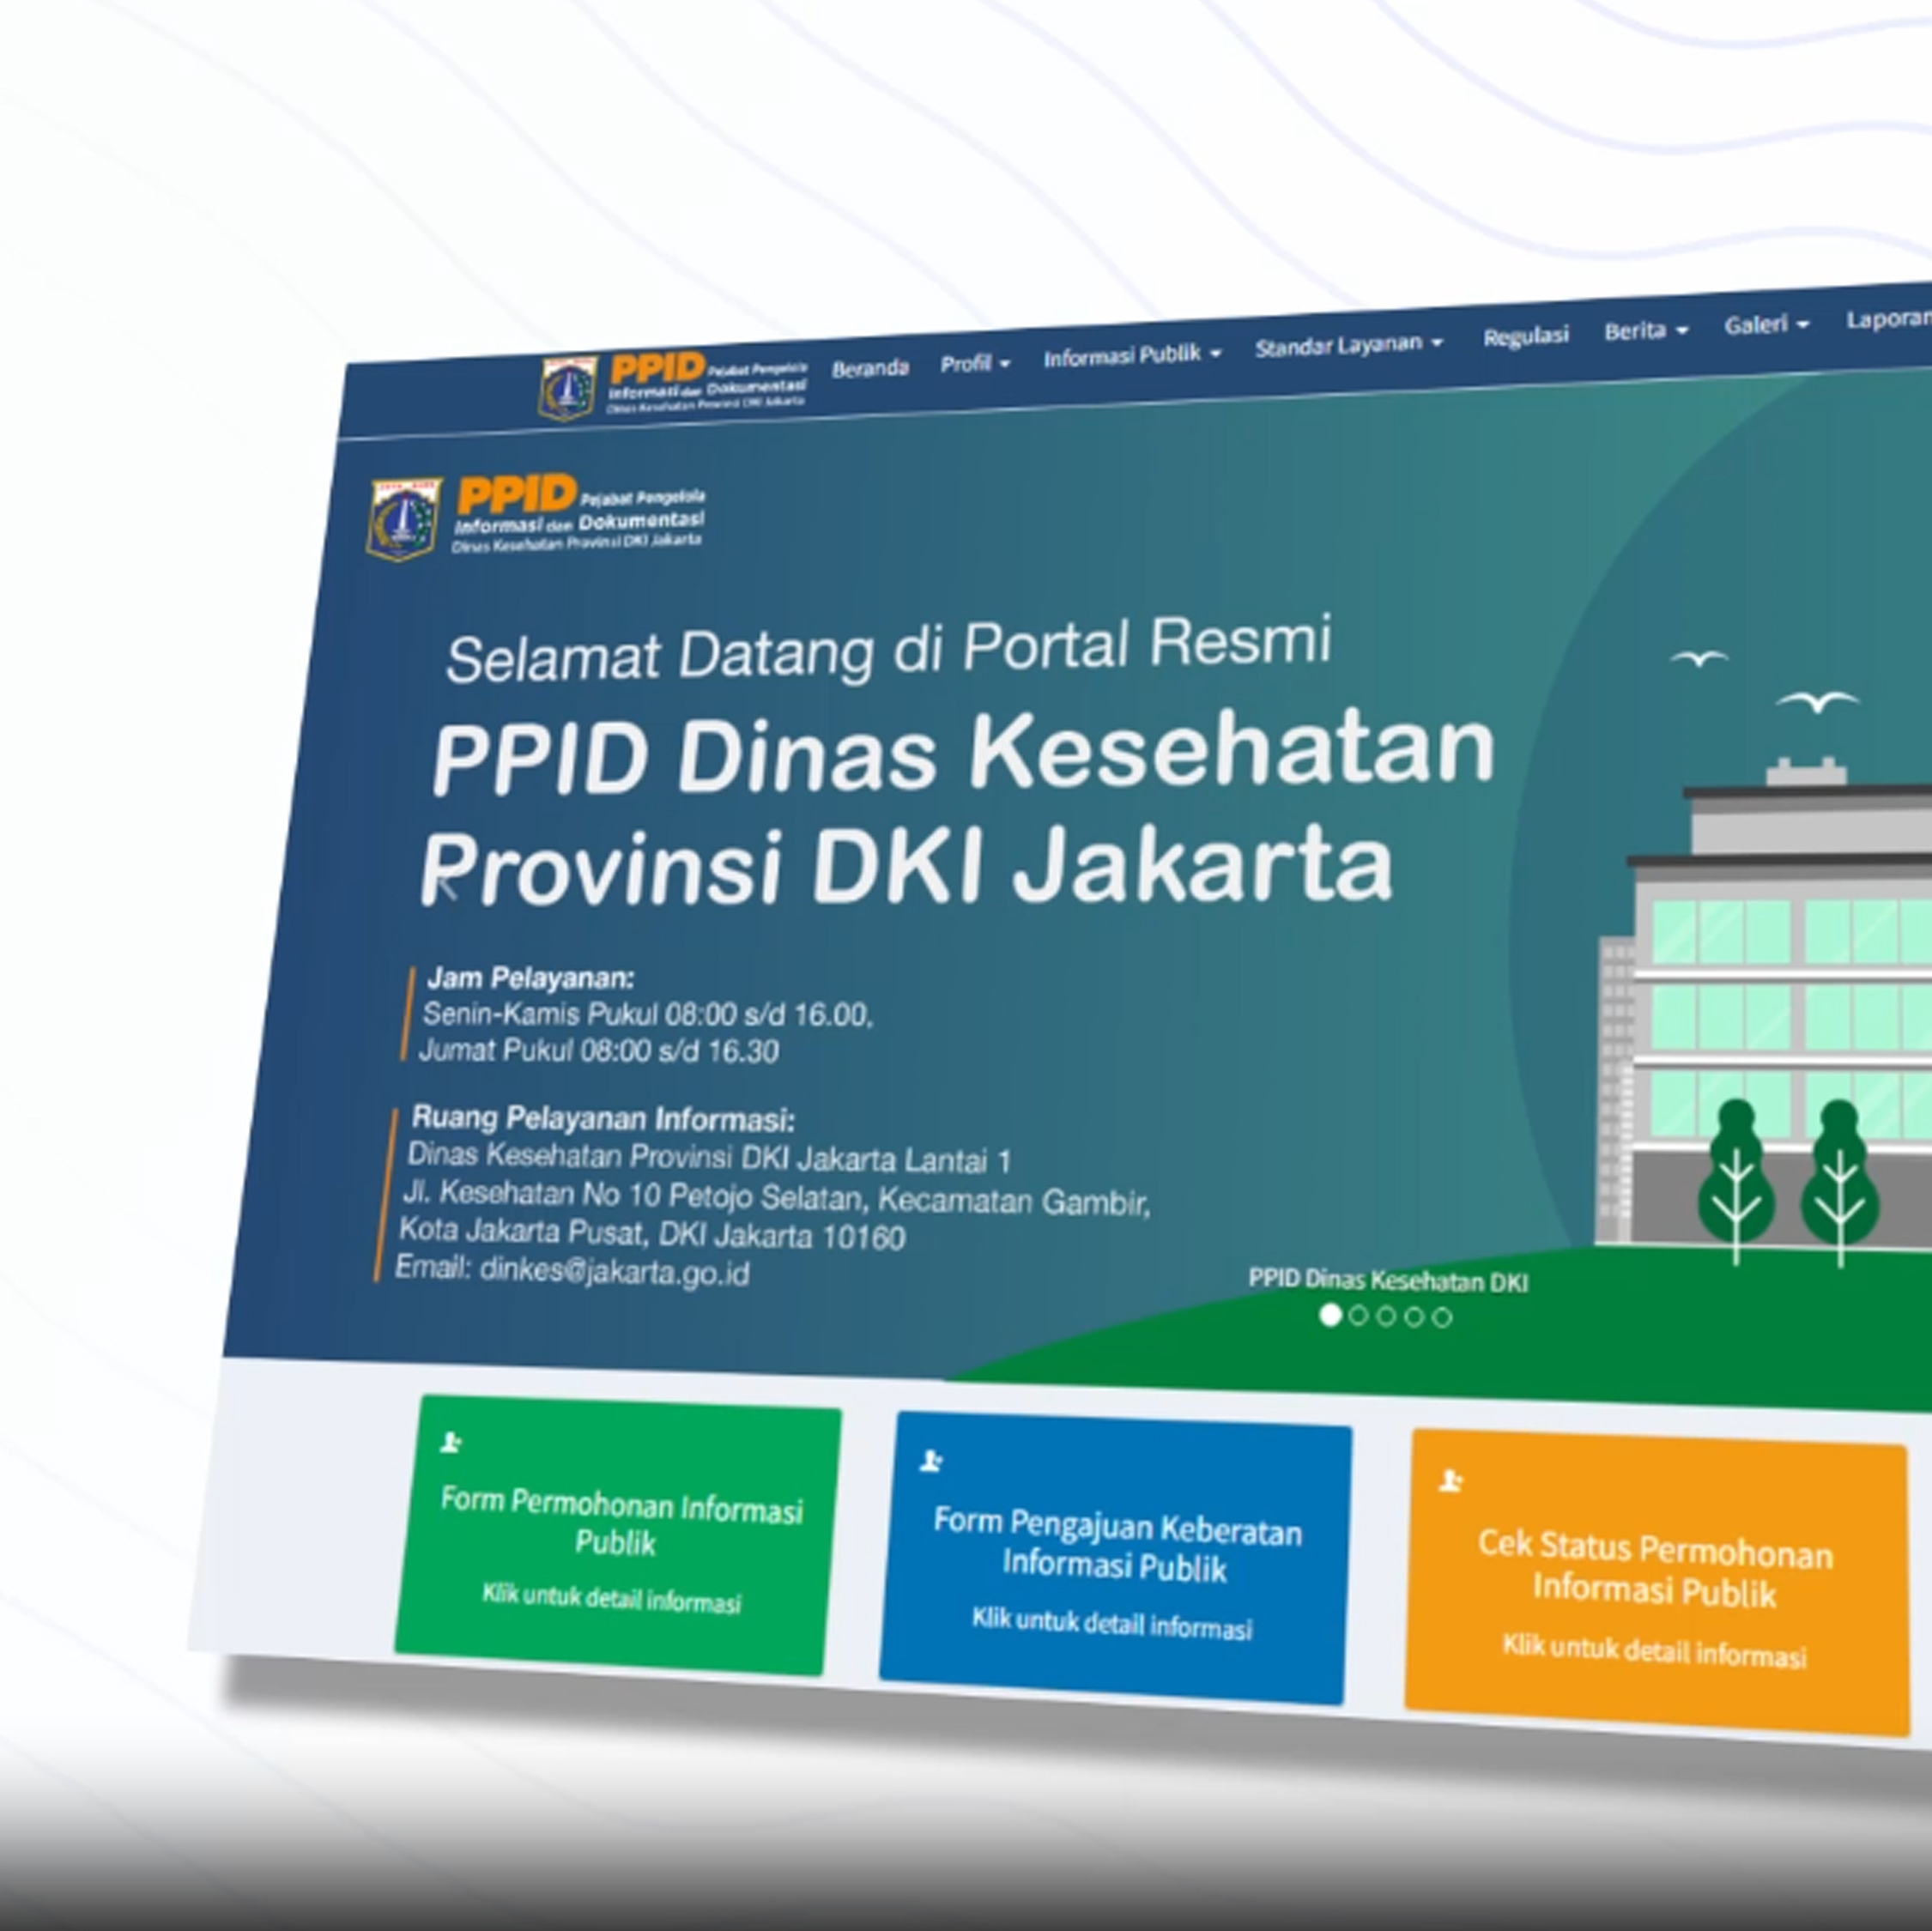 PPID Pejabat Pengelola
Informasi dan Dokumentasi
Dinas Kesehatan Provinsi DKI Jakarta
Beranda Profil Informasi Publik Standar Layanan Regulasi Berita Galeri Laporan
PPID Pejabat Pengelola
Informasi dan Dokumentasi
Dinas Kesehatan Provinsi DKI Jakarta
Selamat Datang di Portal Resmi
PPID Dinas Kesehatan
Provinsi DKI Jakarta
Jam Pelayanan:
Senin-Kamis Pukul 08:00 s/d 16.00,
Jumat Pukul 08:00 s/d 16.30
Ruang Pelayanan Informasi:
Dinas Kesehatan Provinsi DKI Jakarta Lantai 1
Jl. Kesehatan No 10 Petojo Selatan, Kecamatan Gambir,
Kota Jakarta Pusat, DKI Jakarta 10160
Email: dinkes@jakarta.go.id
PPID Dinas Kesehatan DKI
Form Permohonan Informasi
Publik
Klik untuk detail informasi
Form Pengajuan Keberatan
Informasi Publik
Klik untuk detail informasi
Cek Status Permohonan
Informasi Publik
Klik untuk detail informasi